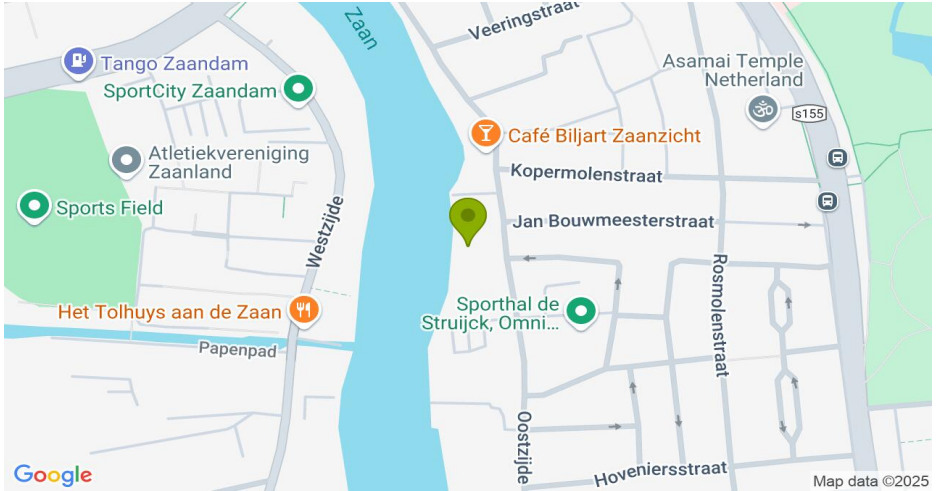 Zaan
Veeringstraat
Tango Zaandam
SportCity Zaandam
Asamai Temple
Netherland
s155
Café Biljart Zaanzicht
Atletiekvereniging
Zaanland
Kopermolenstraat
Sports Field
Westzijde
Jan Bouwmeesterstraat
Het Tolhuys aan de Zaan
Sporthal de
Struijck, Omni...
Rosmolenstraat
Papenpad
Oostzijde
Hoveniersstraat
Google
Map data ©2025